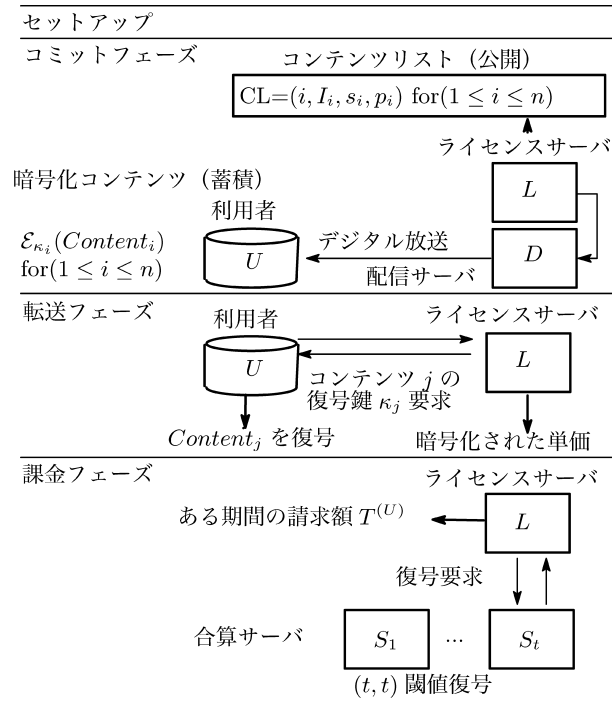 セットアップ
コミットフェーズ
コンテンツリスト（公開）
CL=(i, I_i, s_i, p_i) for(1 ≤ i ≤ n)
ライセンスサーバ
暗号化コンテンツ（蓄積）
L
利用者
ℰ_{κ_i}(Content_i)
for(1 ≤ i ≤ n)
U
デジタル放送
D
配信サーバ
転送フェーズ
利用者
ライセンスサーバ
U
L
コンテンツ j の
復号鍵 κ_j 要求
Content_j を復号
暗号化された単価
課金フェーズ
ライセンスサーバ
ある期間の請求額 T^{(U)}
L
復号要求
合算サーバ
S_1
...
S_t
(t, t) 閾値復号